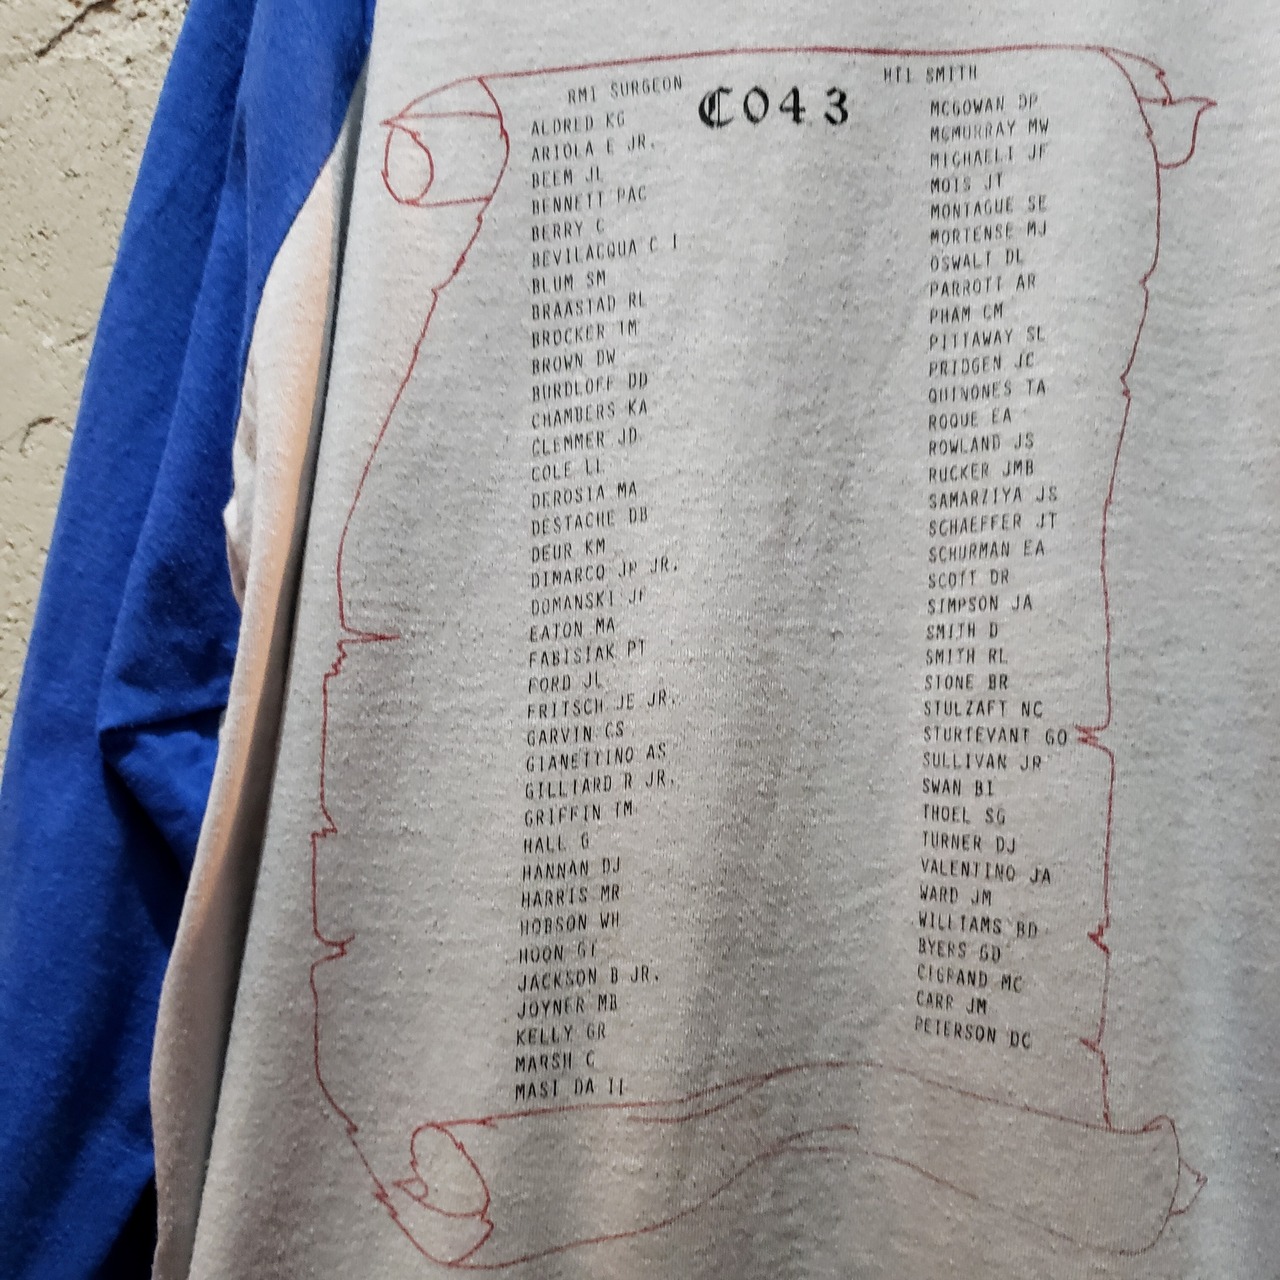 RM1 SURGEON
C043
HT1 SMITH
ALDRED KG
ARIOLA E JR.
BEEM JL
BENNETT PAC
BERRY C
BEVILACQUA C I
BLUM SM
BRAASTAD RL
BROCKER TM
BROWN DW
BURDLOFF DD
CHAMBERS KA
CLEMMER JD
COLE LL
DEROSIA MA
DESTACHE DB
DEUR KM
DIMARCO JP JR.
DOMANSKI JF
EATON MA
FABISIAK PT
FORD JL
FRITSCH JE JR.
GARVIN CS
GIANETTINO AS
GILLIARD R JR.
GRIFFIN TM
HALL G
HANNAN DJ
HARRIS MR
HOBSON WH
HOON GT
JACKSON B JR.
JOYNER MB
KELLY GR
MARSH C
MASI DA II
MCGOWAN DP
MCMURRAY MW
MICHAELI JF
MOIS JT
MONTAGUE SE
MORTENSE MJ
OSWALT DL
PARROTT AR
PHAM CM
PITTAWAY SL
PRIDGEN JC
QUINONES TA
ROQUE EA
ROWLAND JS
RUCKER JMB
SAMARZIYA JS
SCHAEFFER JT
SCHURMAN EA
SCOTT DR
SIMPSON JA
SMITH D
SMITH RL
STONE BR
STULZAFT NC
STURTEVANT GO
SULLIVAN JR
SWAN BI
THOEL SG
TURNER DJ
VALENTINO JA
WARD JM
WILLIAMS BD
BYERS GD
CIGRAND MC
CARR JM
PETERSON DC